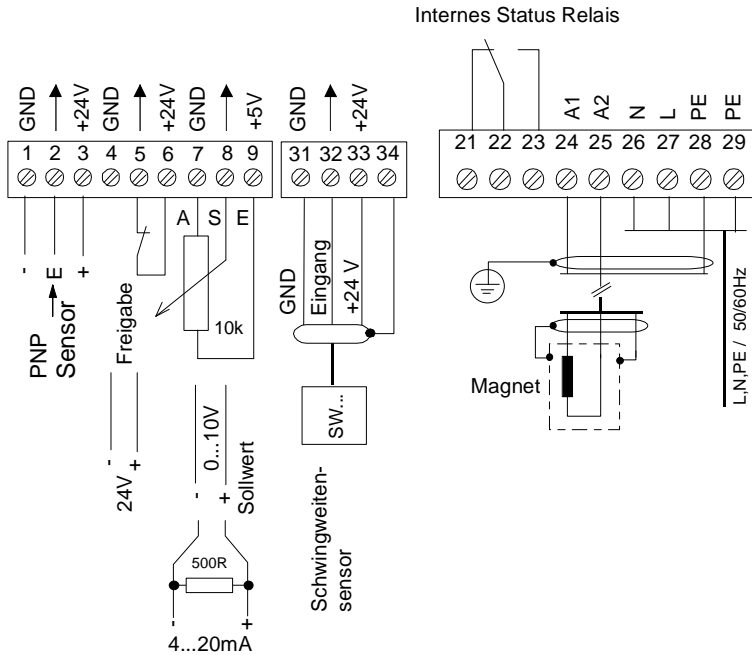 Internes Status Relais
GND
+24V
GND
+24V
GND
+5V
GND
+24V
A1
A2
N
L
PE
PE
1 2 3 4 5 6 7 8 9
31 32 33 34
21 22 23 24 25 26 27 28 29
A S E
- E +
PNP
Sensor
Freigabe
10k
GND
Eingang
+24 V
SW...
Magnet
L,N,PE / 50/60Hz
- +
24V
0...10V
- +
Sollwert
Schwingweiten-
sensor
500R
- +
4...20mA